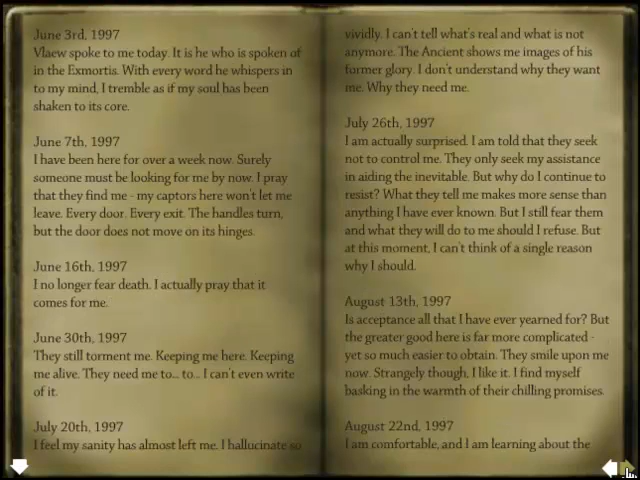 June 3rd, 1997
Vlaew spoke to me today. It is he who is spoken of
in the Exmortis. With every word he whispers in
to my mind, I tremble as if my soul has been
shaken to its core.
June 7th, 1997
I have been here for over a week now. Surely
someone must be looking for me by now. I pray
that they find me - my captors here won't let me
leave. Every door. Every exit. The handles turn,
but the door does not move on its hinges.
June 16th, 1997
I no longer fear death. I actually pray that it
comes for me.
June 30th, 1997
They still torment me. Keeping me here. Keeping
me alive. They need me to... to... I can't even write
of it.
July 20th, 1997
I feel my sanity has almost left me. I hallucinate so
vividly. I can't tell what's real and what is not
anymore. The Ancient shows me images of his
former glory. I don't understand why they want
me. Why they need me.
July 26th, 1997
I am actually surprised. I am told that they seek
not to control me. They only seek my assistance
in aiding the inevitable. But why do I continue to
resist? What they tell me makes more sense than
anything I have ever known. But I still fear them
and what they will do to me should I refuse. But
at this moment, I can't think of a single reason
why I should.
August 13th, 1997
Is acceptance all that I have ever yearned for? But
the greater good here is far more complicated -
yet so much easier to obtain. They smile upon me
now. Strangely though, I like it. I find myself
basking in the warmth of their chilling promises.
August 22nd, 1997
I am comfortable, and I am learning about the